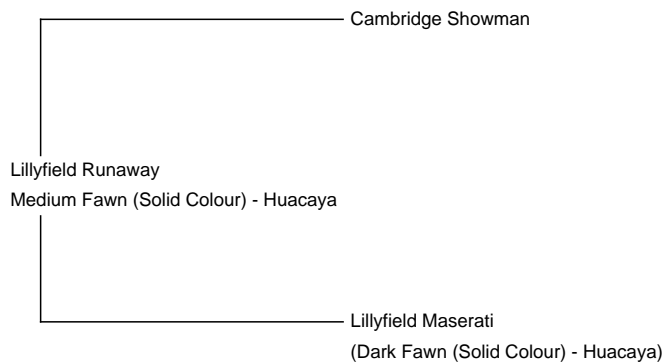 Cambridge Showman
Lillyfield Runaway
Medium Fawn (Solid Colour) - Huacaya
Lillyfield Maserati
(Dark Fawn (Solid Colour) - Huacaya)